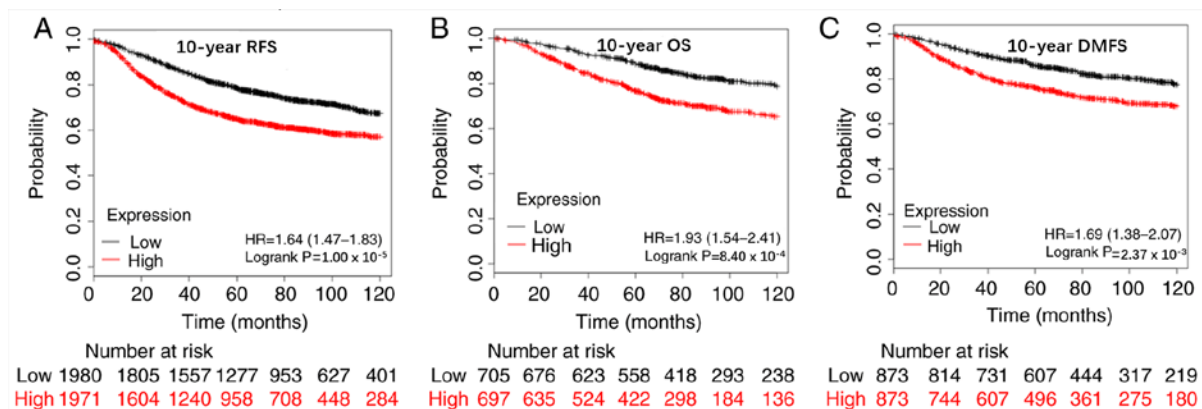 A
10-year RFS
Probability
1.0
0.8
0.6
0.4
0.2
0.0
Expression
Low
High
HR=1.64 (1.47–1.83)
Logrank P=1.00 x 10-5
0 20 40 60 80 100 120
Time (months)
Number at risk
Low 1980 1805 1557 1277 953 627 401
High 1971 1604 1240 958 708 448 284
B
10-year OS
Probability
1.0
0.8
0.6
0.4
0.2
0.0
Expression
Low
High
HR=1.93 (1.54–2.41)
Logrank P=8.40 x 10-4
0 20 40 60 80 100 120
Time (months)
Number at risk
Low 705 676 623 558 418 293 238
High 697 635 524 422 298 184 136
C
10-year DMFS
Probability
1.0
0.8
0.6
0.4
0.2
0.0
Expression
Low
High
HR=1.69 (1.38–2.07)
Logrank P=2.37 x 10-3
0 20 40 60 80 100 120
Time (months)
Number at risk
Low 873 814 731 607 444 317 219
High 873 744 607 496 361 275 180